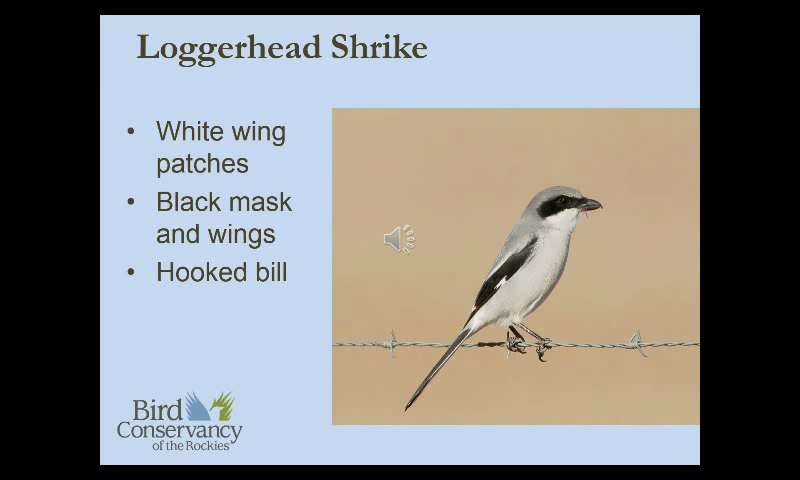 Loggerhead Shrike
• White wing
patches
• Black mask
and wings
• Hooked bill
Bird
Conservancy
of the Rockies